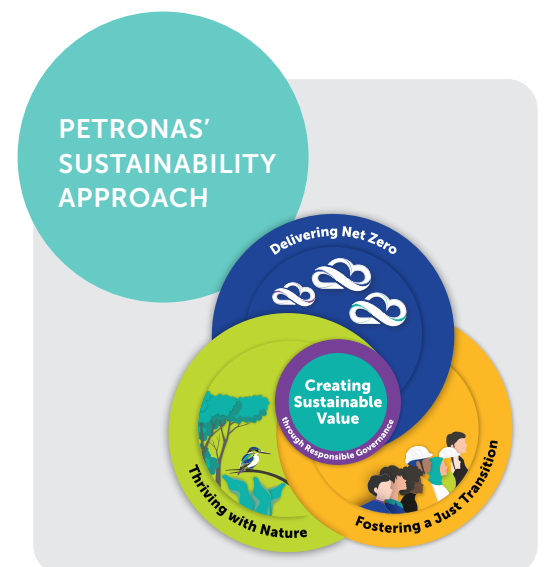 PETRONAS’
SUSTAINABILITY
APPROACH
Delivering Net Zero
Creating
Sustainable
Value
through Responsible Governance
Thriving with Nature
Fostering a Just Transition